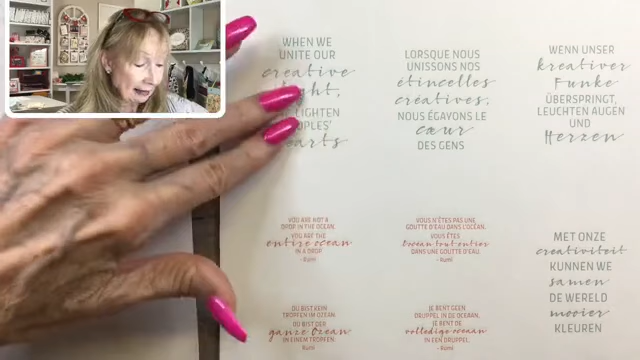 WHEN WE
UNITE OUR
creative
LIGHTEN
LORSQUE NOUS
UNISSONS NOS
étincelles
créatives,
NOUS ÉGAYONS LE
cœur
DES GENS
WENN UNSER
kreativer
Funke
ÜBERSPRINGT,
LEUCHTEN AUGEN
UND
Herzen
YOU ARE NOT A
DROP IN THE OCEAN.
YOU ARE THE
entire ocean
IN A DROP.
- Rumi
VOUS N'ÊTES PAS UNE
GOUTTE D'EAU DANS L'OCÉAN.
VOUS ÊTES
l'océan tout entier
DANS UNE GOUTTE D'EAU.
- Rumi
MET ONZE
creativiteit
KUNNEN WE
samen
DE WERELD
mooier
KLEUREN
DU BIST KEIN
TROPFEN IM OZEAN.
DU BIST DER
ganze Ozean
IN EINEM TROPFEN.
- Rumi
JE BENT GEEN
DRUPPEL IN DE OCEAAN,
JE BENT DE
volledige oceaan
IN EEN DRUPPEL.
- Rumi